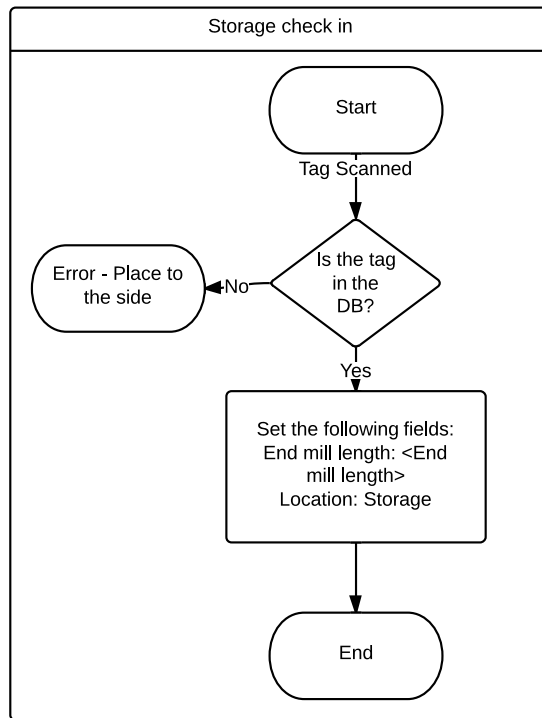 Storage check in
Start
Tag Scanned
Is the tag
in the
DB?
No
Error - Place to
the side
Yes
Set the following fields:
End mill length: <End
mill length>
Location: Storage
End